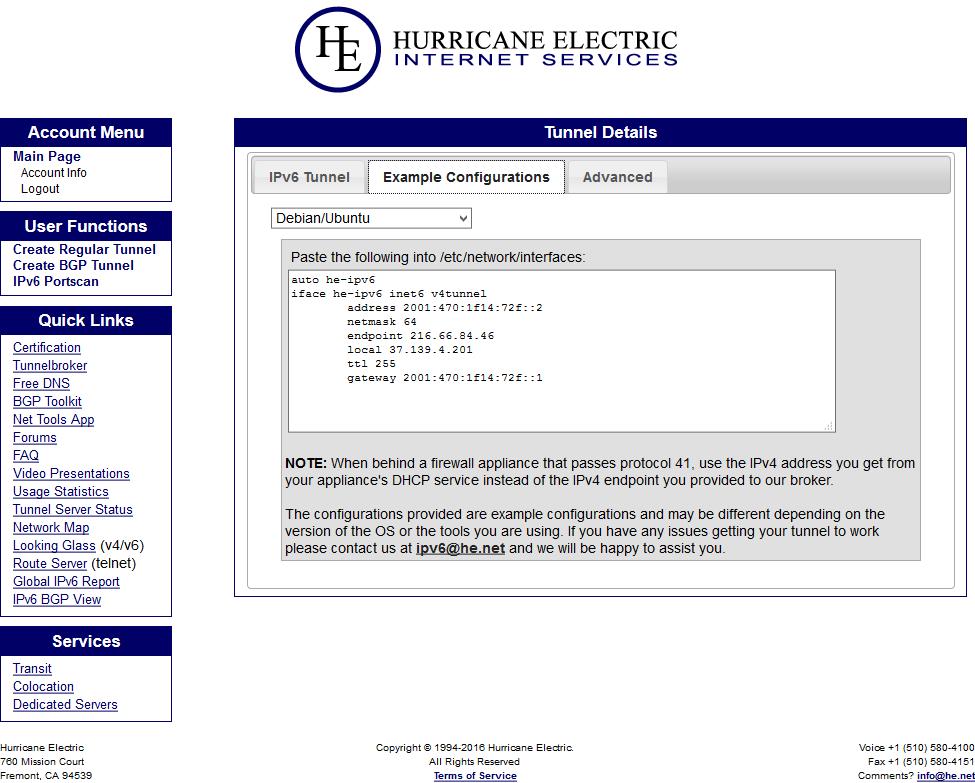 HE
HURRICANE ELECTRIC
INTERNET SERVICES
Account Menu
Main Page
Account Info
Logout
User Functions
Create Regular Tunnel
Create BGP Tunnel
IPv6 Portscan
Quick Links
Certification
Tunnelbroker
Free DNS
BGP Toolkit
Net Tools App
Forums
FAQ
Video Presentations
Usage Statistics
Tunnel Server Status
Network Map
Looking Glass (v4/v6)
Route Server (telnet)
Global IPv6 Report
IPv6 BGP View
Services
Transit
Colocation
Dedicated Servers
Tunnel Details
IPv6 Tunnel Example Configurations Advanced
Debian/Ubuntu
Paste the following into /etc/network/interfaces:
auto he-ipv6
iface he-ipv6 inet6 v4tunnel
address 2001:470:1f14:72f::2
netmask 64
endpoint 216.66.84.46
local 37.139.4.201
ttl 255
gateway 2001:470:1f14:72f::1
NOTE: When behind a firewall appliance that passes protocol 41, use the IPv4 address you get from
your appliance's DHCP service instead of the IPv4 endpoint you provided to our broker.
The configurations provided are example configurations and may be different depending on the
version of the OS or the tools you are using. If you have any issues getting your tunnel to work
please contact us at ipv6@he.net and we will be happy to assist you.
Hurricane Electric
760 Mission Court
Fremont, CA 94539
Copyright © 1994-2016 Hurricane Electric.
All Rights Reserved
Terms of Service
Voice +1 (510) 580-4100
Fax +1 (510) 580-4151
Comments? info@he.net